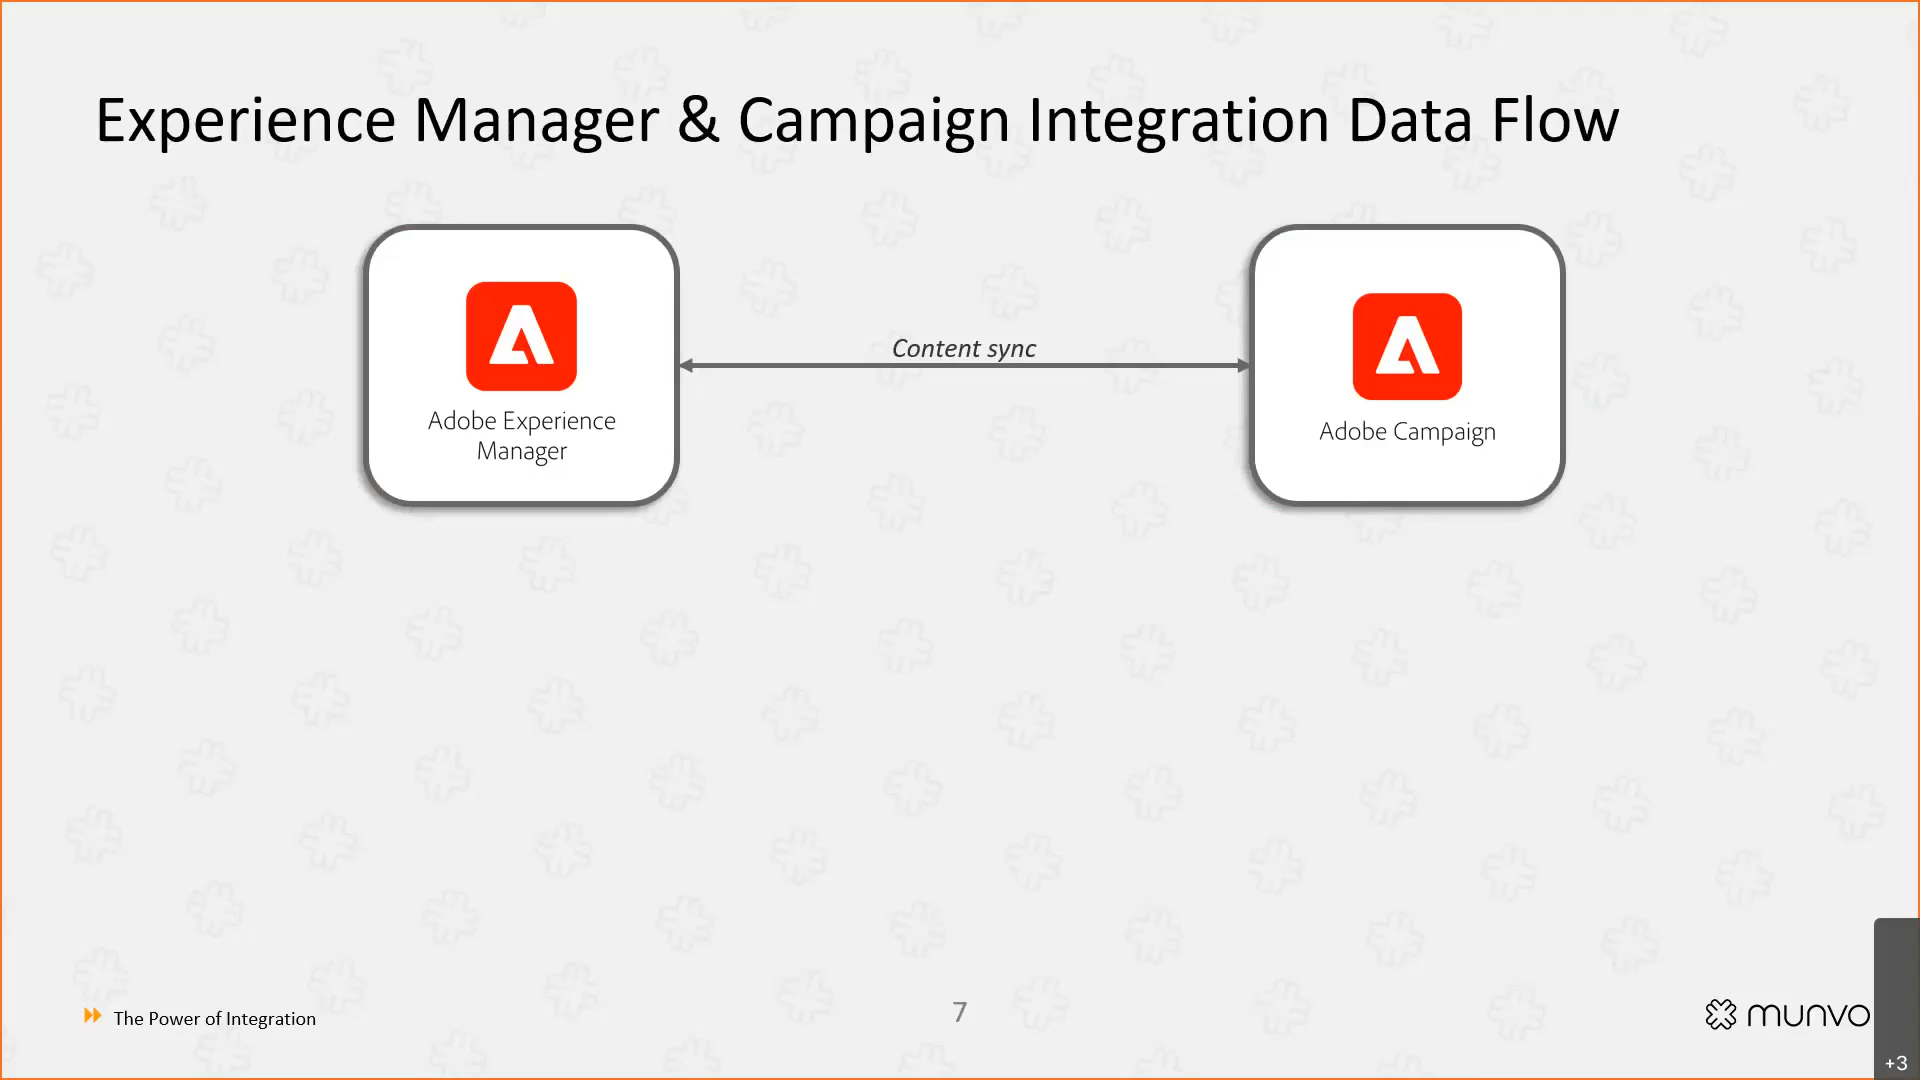 Experience Manager & Campaign Integration Data Flow
Content sync
Adobe Experience
Manager
Adobe Campaign
The Power of Integration
7
munvo
+3